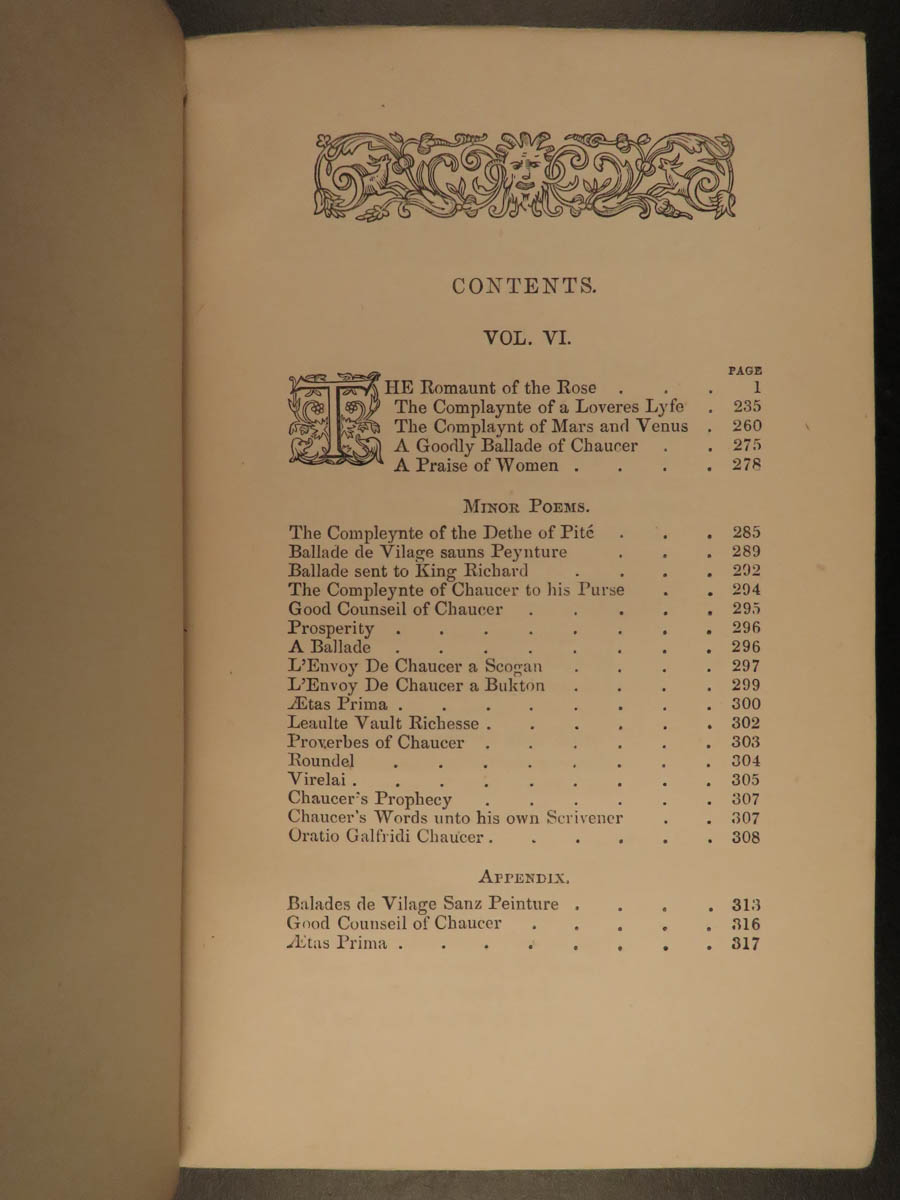 CONTENTS.
VOL. VI.
PAGE
THE Romaunt of the Rose . . . 1
The Complaynte of a Loveres Lyfe . 235
The Complaynt of Mars and Venus . 260
A Goodly Ballade of Chaucer . . 275
A Praise of Women . . . . 278
MINOR POEMS.
The Compleynte of the Dethe of Pité . . . 285
Ballade de Vilage sauns Peynture . . . 289
Ballade sent to King Richard . . . . 292
The Compleynte of Chaucer to his Purse . . 294
Good Counseil of Chaucer . . . . . 295
Prosperity . . . . . . . . 296
A Ballade . . . . . . . . 296
L'Envoy De Chaucer a Scogan . . . . 297
L'Envoy De Chaucer a Bukton . . . . 299
Ætas Prima . . . . . . . . 300
Leaulte Vault Richesse . . . . . . 302
Proverbes of Chaucer . . . . . . 303
Roundel . . . . . . . . 304
Virelai . . . . . . . . . 305
Chaucer's Prophecy . . . . . . 307
Chaucer's Words unto his own Scrivener . . 307
Oratio Galfridi Chaucer . . . . . . 308
APPENDIX.
Balades de Vilage Sanz Peinture . . . . 313
Good Counseil of Chaucer . . . . . 316
Ætas Prima . . . . . . . . 317